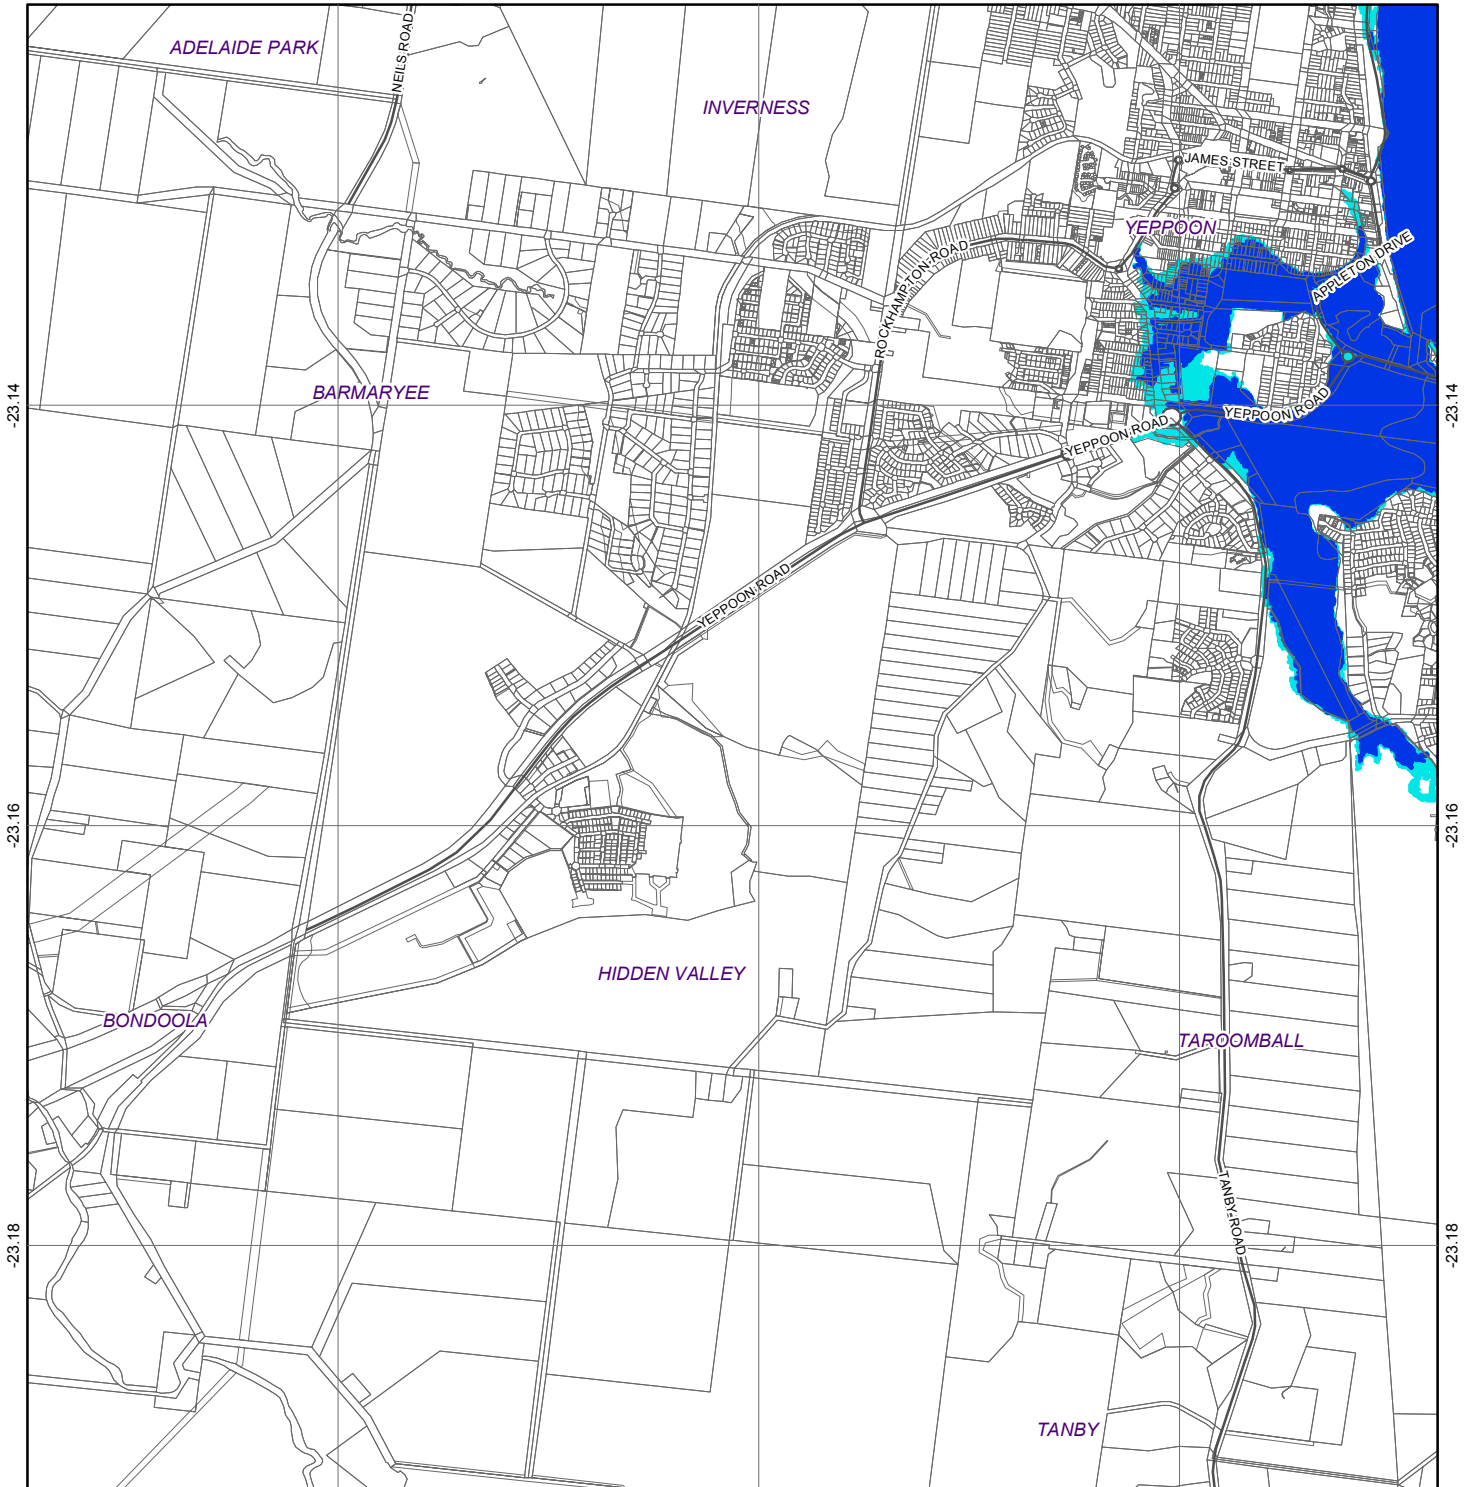 ADELAIDE PARK
NEILS ROAD
INVERNESS
JAMES STREET
YEPPOON
ROCKHAMPTON ROAD
APPLETON DRIVE
BARMARYEE
-23.14
-23.14
YEPPOON ROAD
YEPPOON ROAD
YEPPOON ROAD
-23.16
-23.16
HIDDEN VALLEY
BONDOOLA
TAROOMBALL
TANBY ROAD
-23.18
-23.18
TANBY